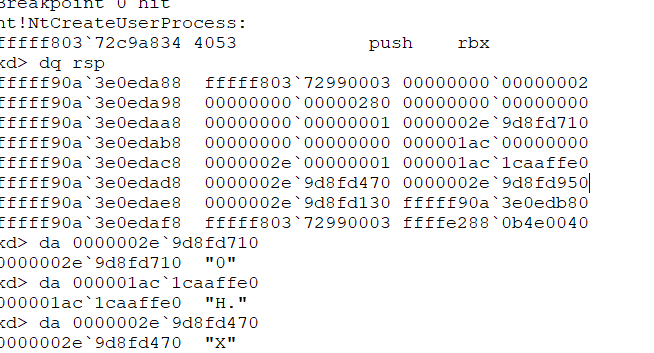 Breakpoint 0 hit
nt!NtCreateUserProcess:
fffff803`72c9a834 4053 push rbx
kd> dq rsp
fffff90a`3e0eda88 fffff803`72990003 00000000`00000002
fffff90a`3e0eda98 00000000`00000280 00000000`00000000
fffff90a`3e0edaa8 00000000`00000001 0000002e`9d8fd710
fffff90a`3e0edab8 00000000`00000000 000001ac`00000000
fffff90a`3e0edac8 0000002e`00000001 000001ac`1caaffe0
fffff90a`3e0edad8 0000002e`9d8fd470 0000002e`9d8fd950
fffff90a`3e0edae8 0000002e`9d8fd130 fffff90a`3e0edb80
fffff90a`3e0edaf8 fffff803`72990003 ffffe288`0b4e0040
kd> da 0000002e`9d8fd710
0000002e`9d8fd710 "0"
kd> da 000001ac`1caaffe0
000001ac`1caaffe0 "H."
kd> da 0000002e`9d8fd470
0000002e`9d8fd470 "X"